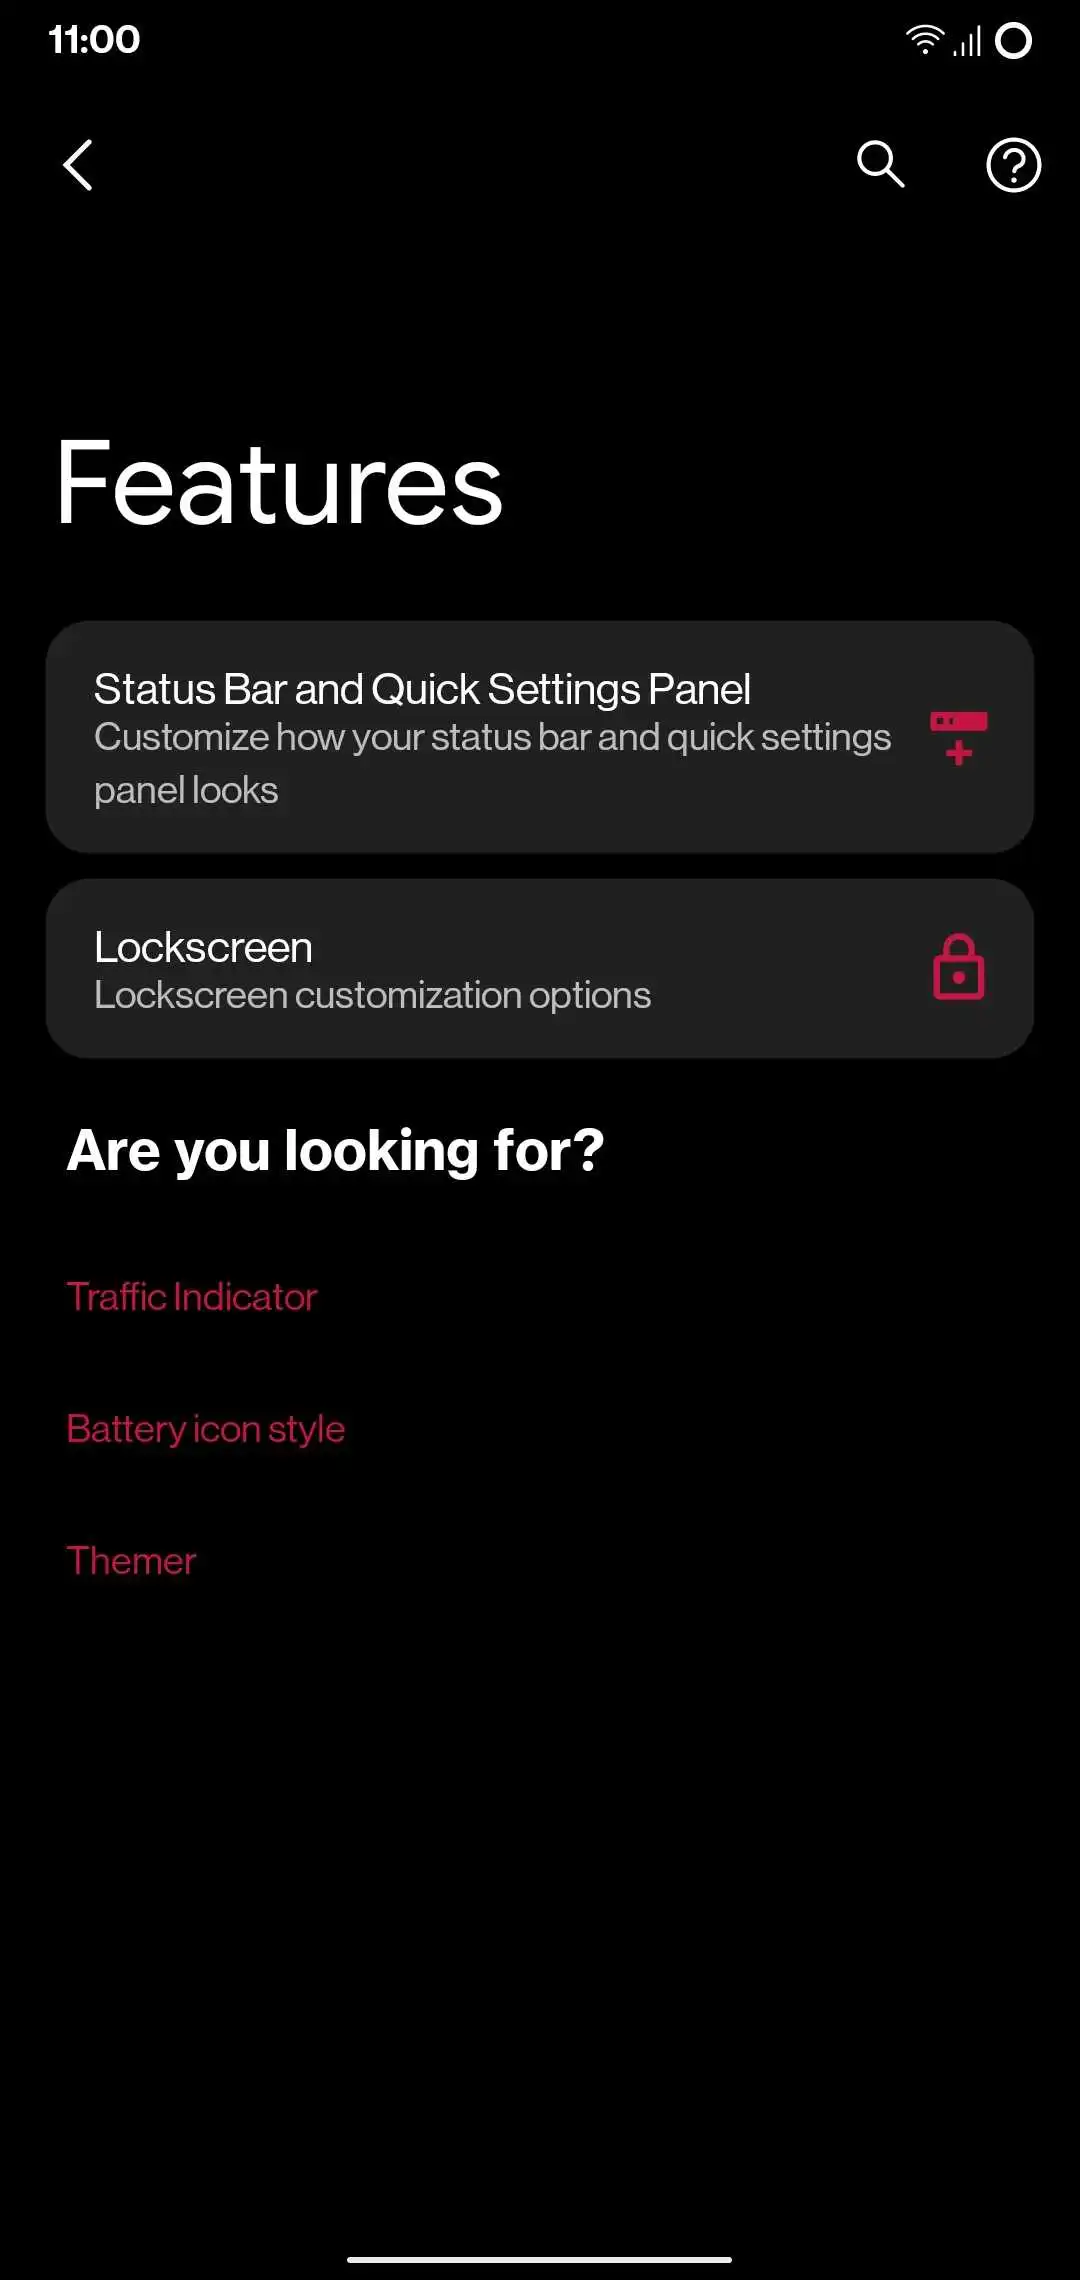 11:00
Features
Status Bar and Quick Settings Panel
Customize how your status bar and quick settings
panel looks
Lockscreen
Lockscreen customization options
Are you looking for?
Traffic Indicator
Battery icon style
Themer